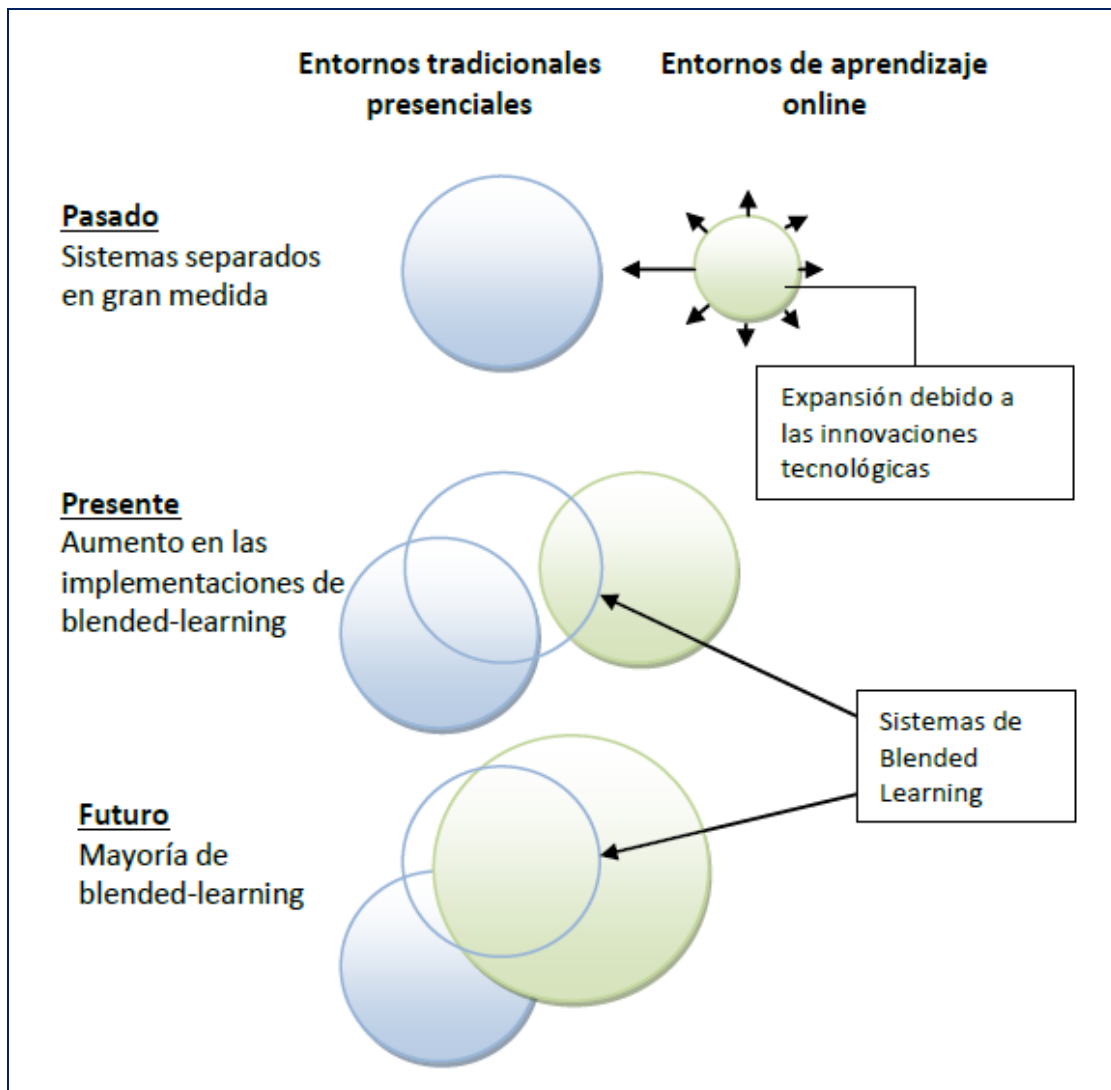 Entornos tradicionales
presenciales
Entornos de aprendizaje
online
Pasado
Sistemas separados
en gran medida
Expansión debido a
las innovaciones
tecnológicas
Presente
Aumento en las
implementaciones de
blended-learning
Sistemas de
Blended
Learning
Futuro
Mayoría de
blended-learning